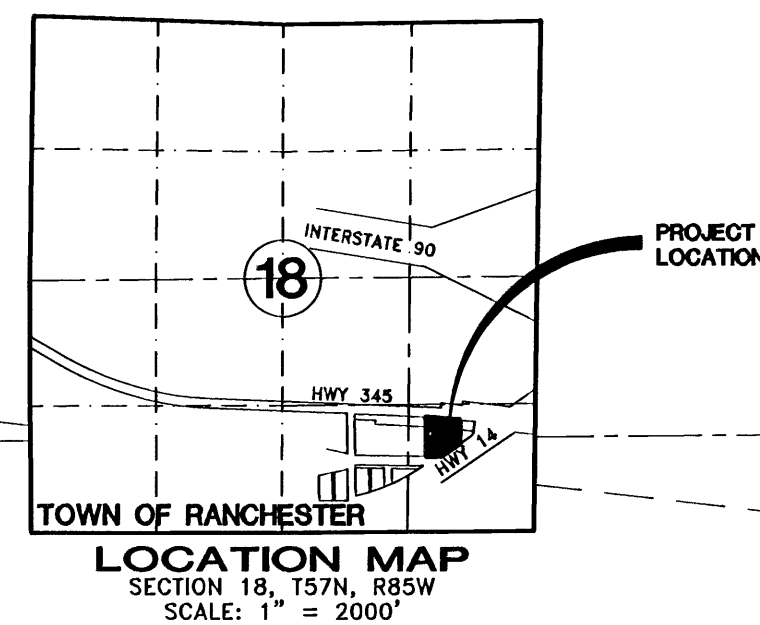 INTERSTATE 90
PROJECT
LOCATION
18
HWY 345
HWY 14
TOWN OF RANCHESTER
LOCATION MAP
SECTION 18, T57N, R85W
SCALE: 1" = 2000'